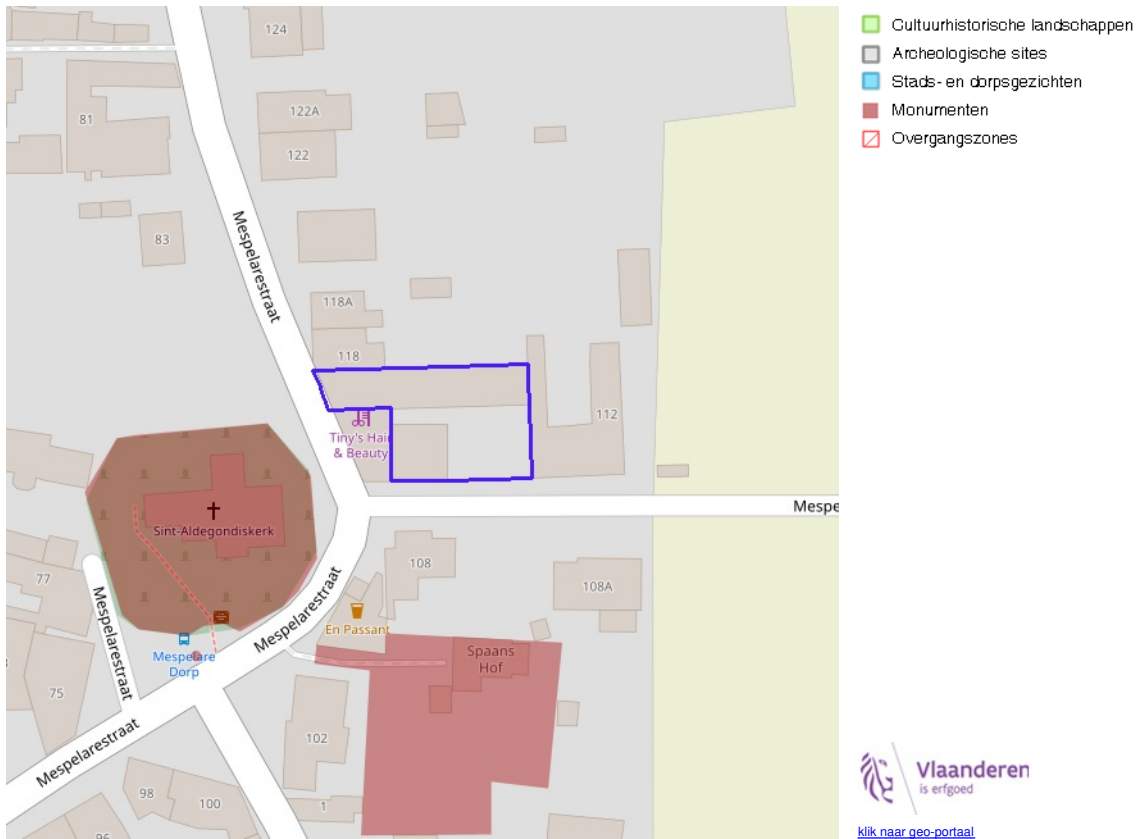 124
122A
81
122
83
Mespelarestraat
118A
118
112
Tiny's Hair
& Beauty
Sint-Aldegondiskerk
Mespe
77
108
108A
Mespelarestraat
Mespelarestraat
En Passant
Mespelare
Dorp
Spaans
Hof
75
102
Mespelarestraat
98
100
1
96
Cultuurhistorische landschappen
Archeologische sites
Stads- en dorpsgezichten
Monumenten
Overgangszones
Vlaanderen
is erfgoed
klik naar geo-portaal